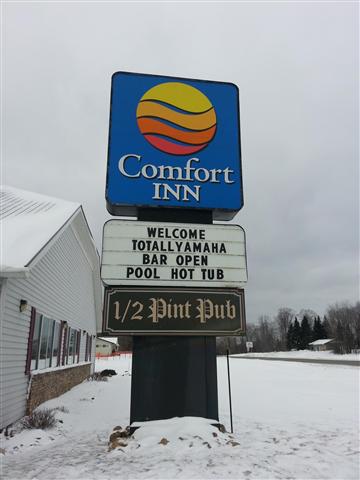 Comfort
INN
WELCOME
TOTALLYAMAHA
BAR OPEN
POOL HOT TUB
1/2 Pint Pub